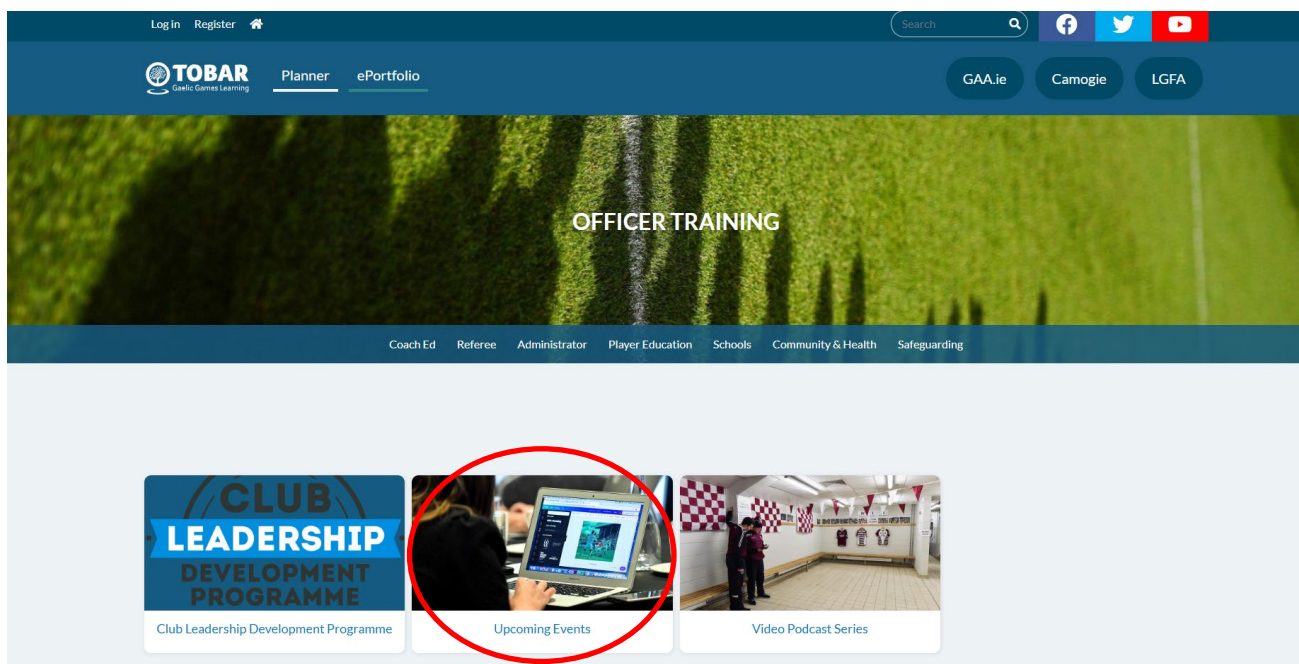 Log in Register
Search
TOBAR
Gaelic Games Learning
Planner ePortfolio
GAA.ie Camogie LGFA
OFFICER TRAINING
Coach Ed Referee Administrator Player Education Schools Community & Health Safeguarding
CLUB
LEADERSHIP
DEVELOPMENT
PROGRAMME
Club Leadership Development Programme Upcoming Events Video Podcast Series